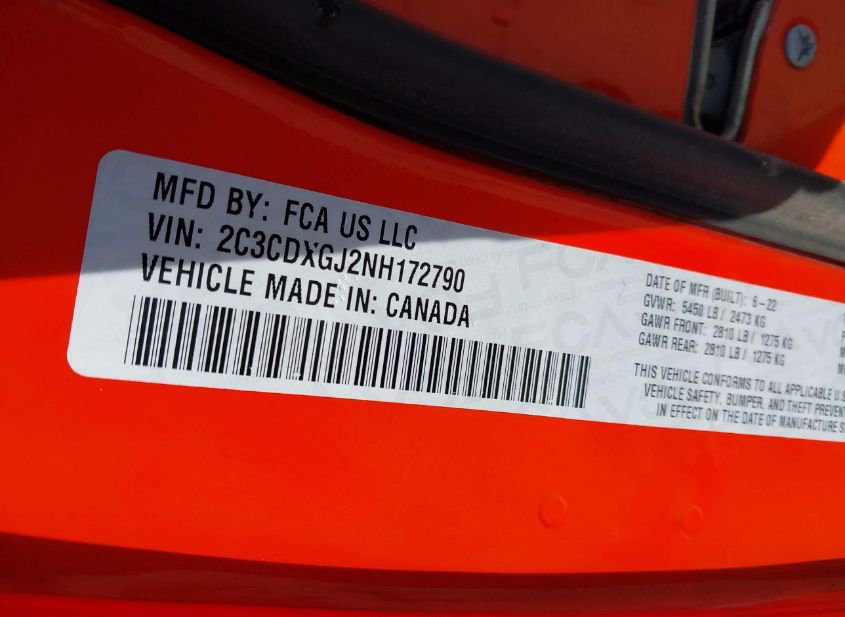 MFD BY: FCA US LLC
VIN: 2C3CDXGJ2NH172790
VEHICLE MADE IN: CANADA
DATE OF MFR (BUILT): 6-22
GVWR: 5450 LB / 2473 KG
GAWR FRONT: 2810 LB / 1275 KG
GAWR REAR: 2810 LB / 1275 KG
THIS VEHICLE CONFORMS TO ALL APPLICABLE U.S
VEHICLE SAFETY, BUMPER, AND THEFT PREVENT
IN EFFECT ON THE DATE OF MANUFACTURE S